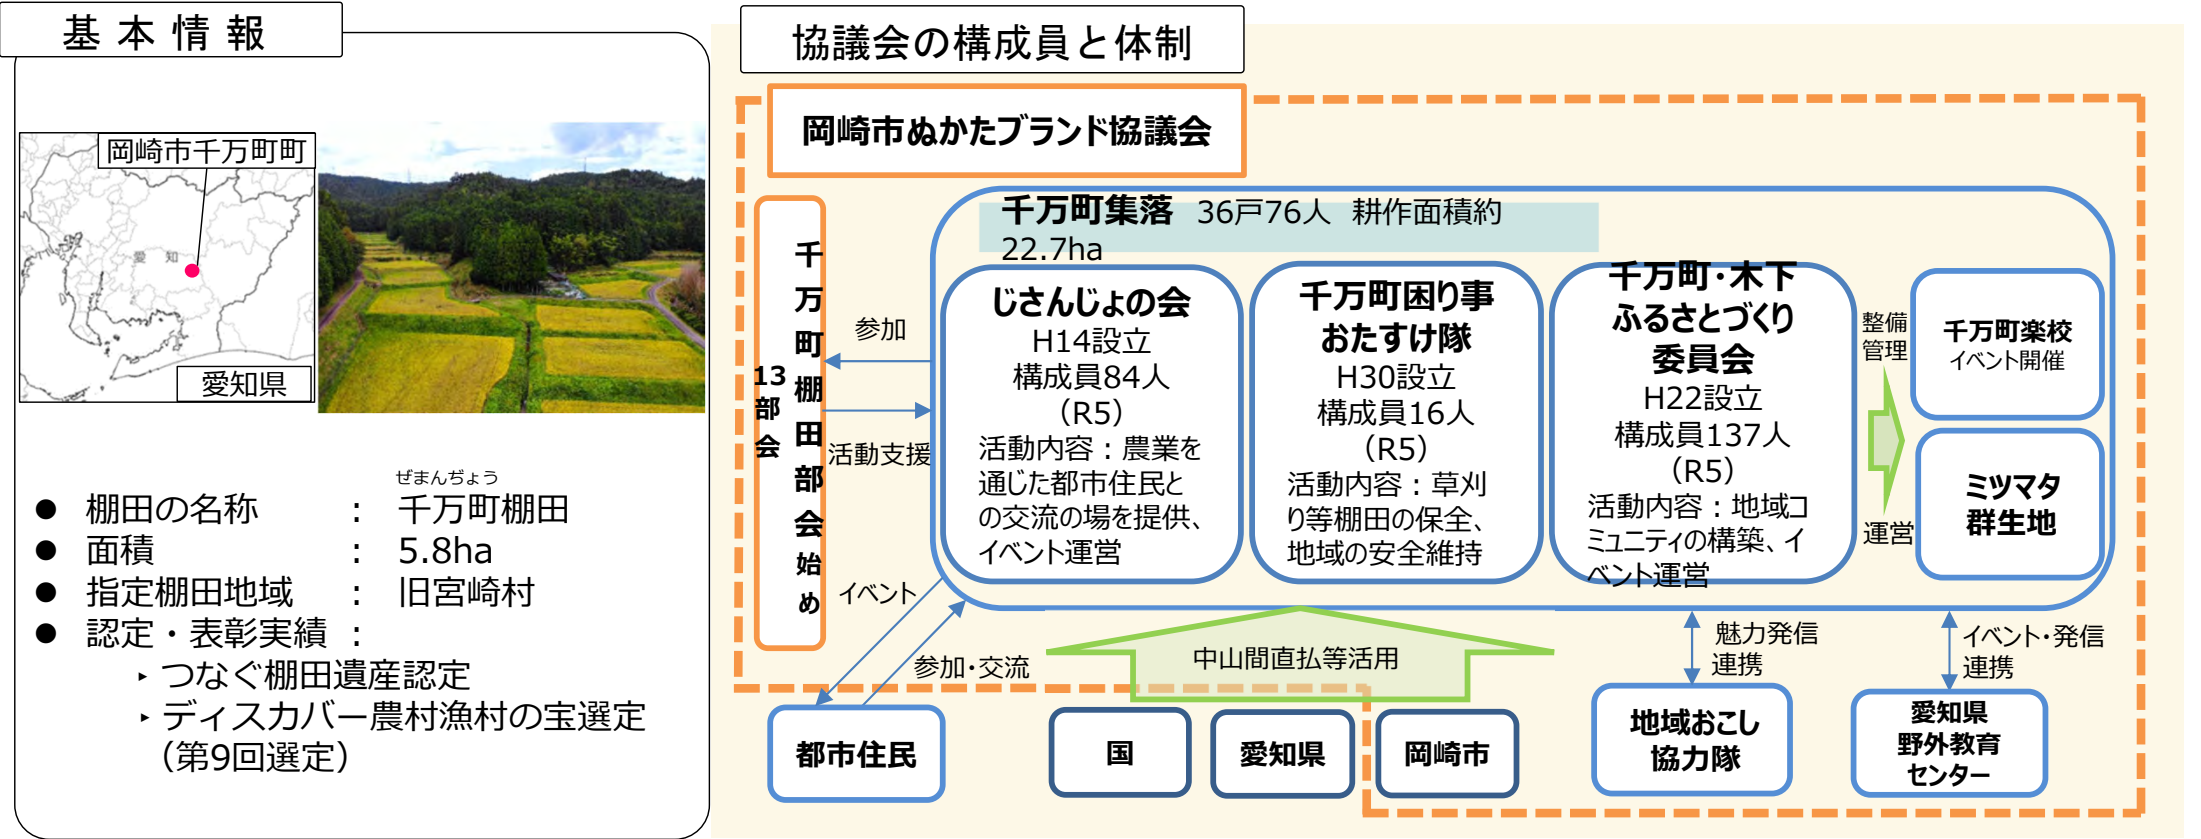 基本情報
岡崎市千万町町
愛知
愛知県
ぜまんぢょう
● 棚田の名称 : 千万町棚田
● 面積 : 5.8ha
● 指定棚田地域 : 旧宮崎村
● 認定・表彰実績 :
‣ つなぐ棚田遺産認定
‣ ディスカバー農村漁村の宝選定
（第9回選定）
協議会の構成員と体制
岡崎市ぬかたブランド協議会
千万町棚田部会始め
13部会
参加
活動支援
千万町集落 36戸76人 耕作面積約
22.7ha
じさんじょの会
H14設立
構成員84人
（R5）
活動内容：農業を
通じた都市住民と
の交流の場を提供、
イベント運営
千万町困り事
おたすけ隊
H30設立
構成員16人
（R5）
活動内容：草刈
り等棚田の保全、
地域の安全維持
千万町・木下
ふるさとづくり
委員会
H22設立
構成員137人
（R5）
活動内容：地域コ
ミュニティの構築、イ
ベント運営
整備
管理
運営
千万町楽校
イベント開催
ミツマタ
群生地
イベント
参加・交流
中山間直払等活用
魅力発信
連携
イベント・発信
連携
都市住民
国
愛知県
岡崎市
地域おこし
協力隊
愛知県
野外教育
センター